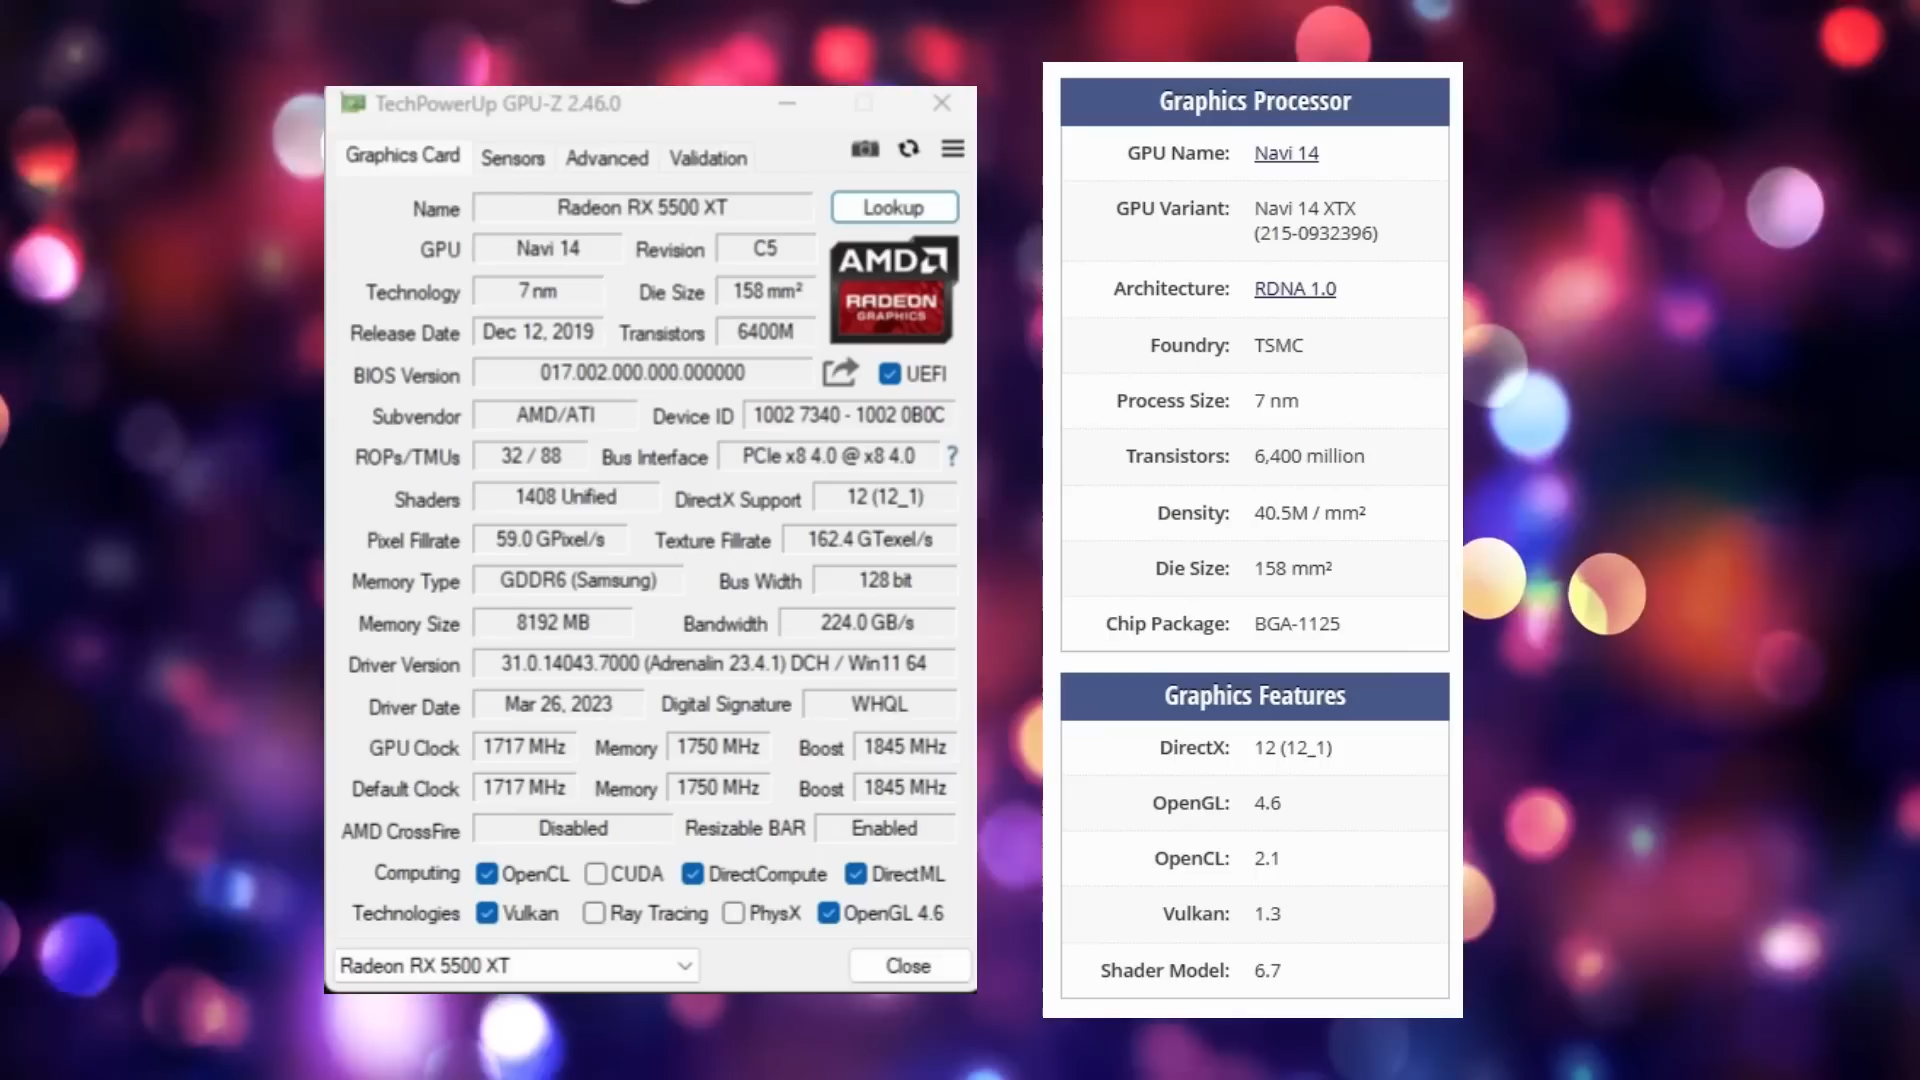 TechPowerUp GPU-Z 2.46.0
Graphics Card Sensors Advanced Validation
Name Radeon RX 5500 XT Lookup
GPU Navi 14 Revision C5
AMD
RADEON
GRAPHICS
Technology 7 nm Die Size 158 mm²
Release Date Dec 12, 2019 Transistors 6400M
BIOS Version 017.002.000.000.000000 UEFI
Subvendor AMD/ATI Device ID 1002 7340 - 1002 0B0C
ROPs/TMUs 32 / 88 Bus Interface PCIe x8 4.0 @ x8 4.0 ?
Shaders 1408 Unified DirectX Support 12 (12_1)
Pixel Fillrate 59.0 GPixel/s Texture Fillrate 162.4 GTexel/s
Memory Type GDDR6 (Samsung) Bus Width 128 bit
Memory Size 8192 MB Bandwidth 224.0 GB/s
Driver Version 31.0.14043.7000 (Adrenalin 23.4.1) DCH / Win11 64
Driver Date Mar 26, 2023 Digital Signature WHQL
GPU Clock 1717 MHz Memory 1750 MHz Boost 1845 MHz
Default Clock 1717 MHz Memory 1750 MHz Boost 1845 MHz
AMD CrossFire Disabled Resizable BAR Enabled
Computing OpenCL CUDA DirectCompute DirectML
Technologies Vulkan Ray Tracing PhysX OpenGL 4.6
Radeon RX 5500 XT Close
Graphics Processor
GPU Name: Navi 14
GPU Variant: Navi 14 XTX
(215-0932396)
Architecture: RDNA 1.0
Foundry: TSMC
Process Size: 7 nm
Transistors: 6,400 million
Density: 40.5M / mm²
Die Size: 158 mm²
Chip Package: BGA-1125
Graphics Features
DirectX: 12 (12_1)
OpenGL: 4.6
OpenCL: 2.1
Vulkan: 1.3
Shader Model: 6.7